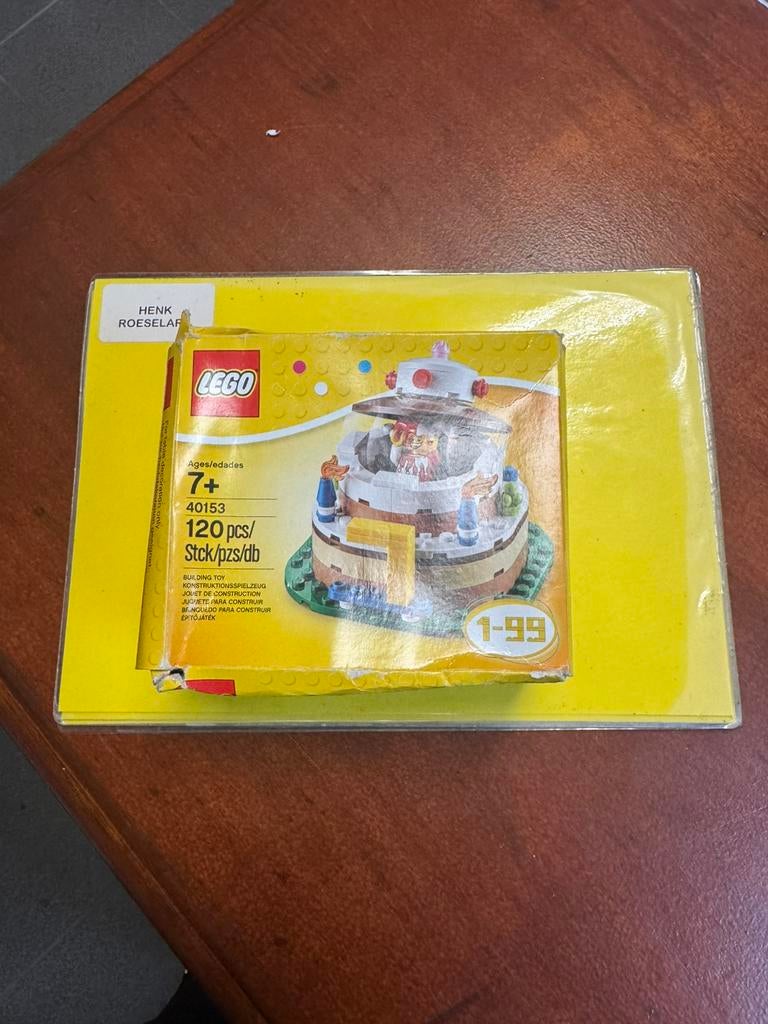 HENK
ROESELAR
LEGO
Ages/edades
7+
40153
120 pcs/
Stck/pzs/db
BUILDING TOY
KONSTRUKTIONSSPIELZEUG
JOUET DE CONSTRUCTION
JUGUETE PARA CONSTRUIR
BRINQUEDO PARA CONSTRUIR
ÉPÍTŐJÁTÉK
1-99